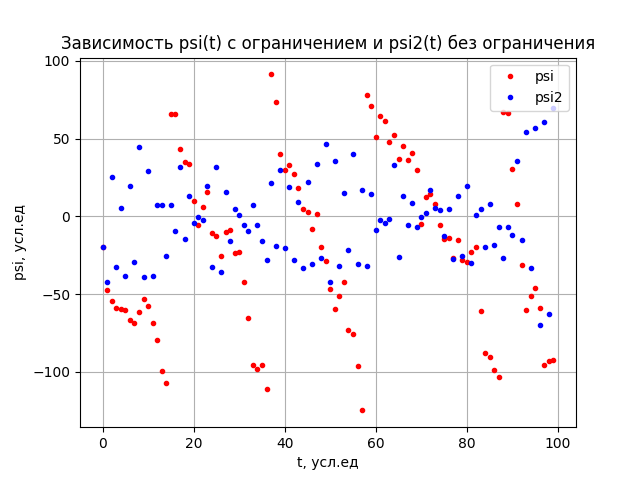 Зависимость psi(t) с ограничением и psi2(t) без ограничения
psi
psi2
psi, усл.ед
100
50
0
−50
−100
0
20
40
60
80
100
t, усл.ед